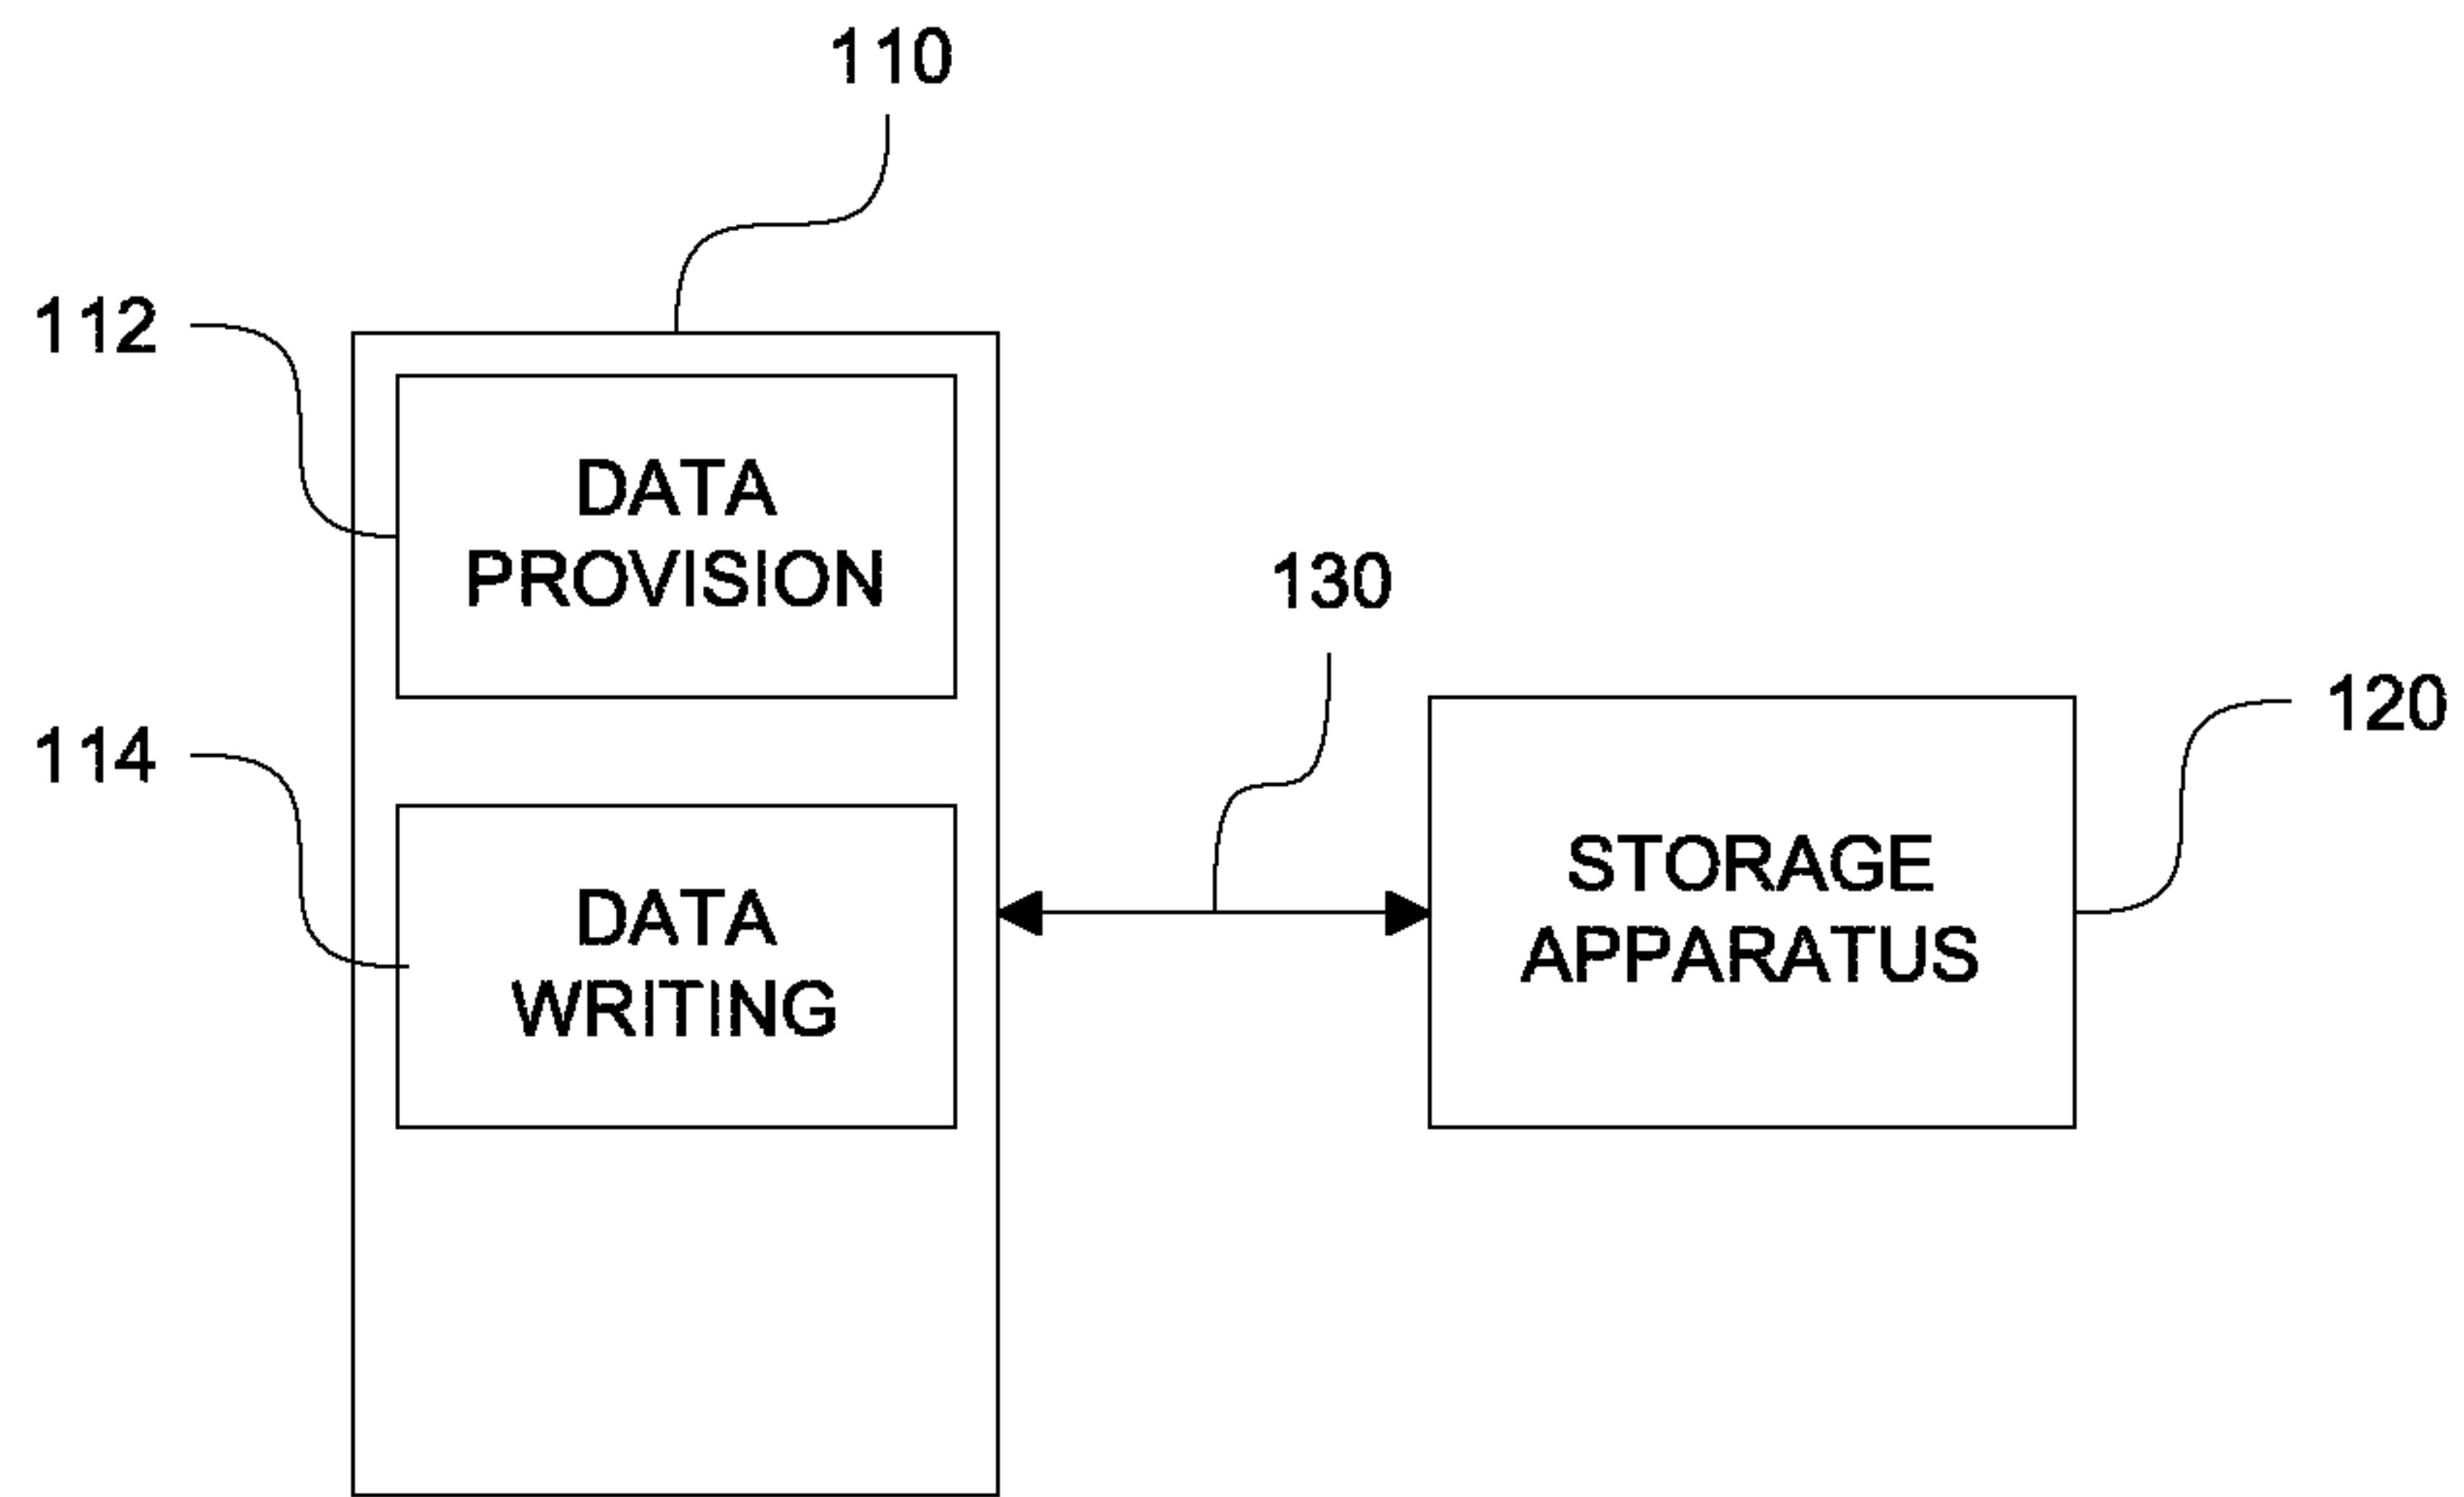 110
112
DATA
PROVISION
130
120
114
DATA
WRITING
STORAGE
APPARATUS